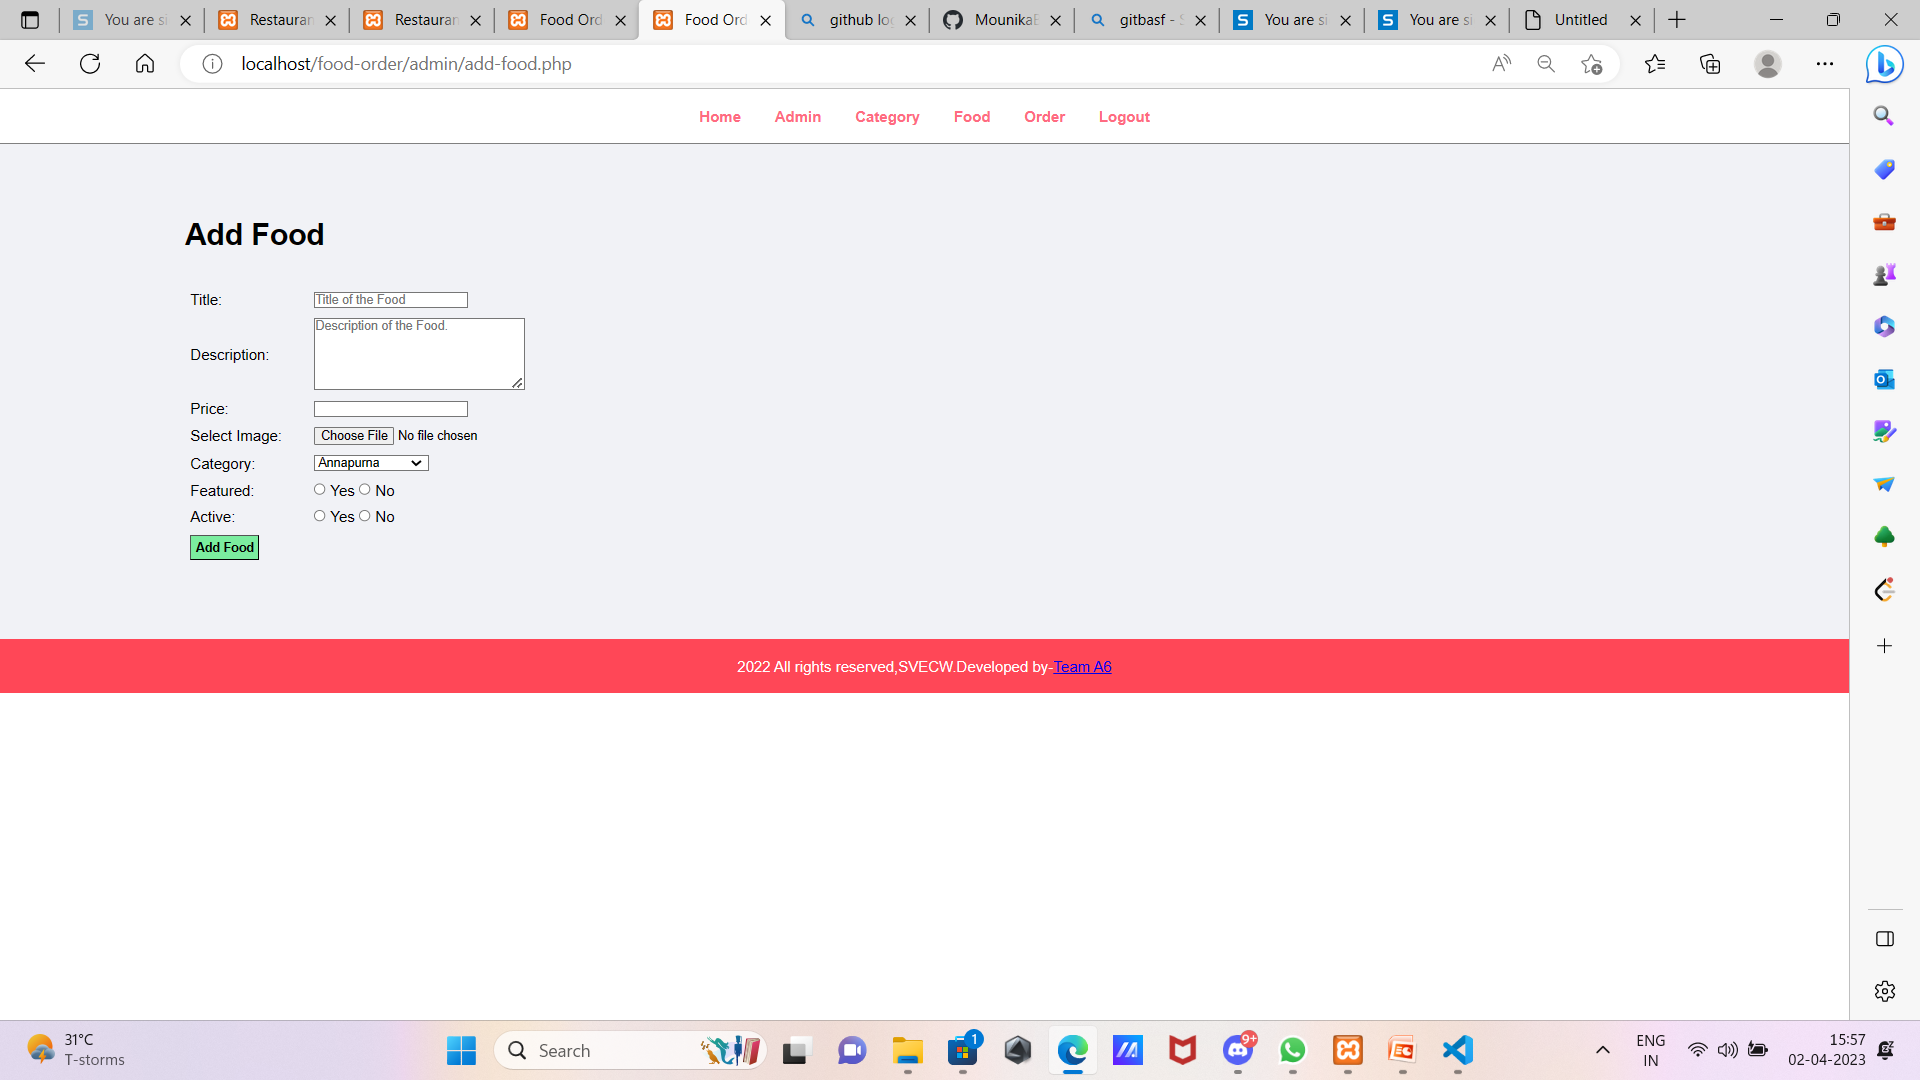 You are si
Restauran
Restauran
Food Ord
Food Ord
github lo
Mounika
gitbasf - S
You are si
You are si
Untitled
localhost/food-order/admin/add-food.php
Home Admin Category Food Order Logout
Add Food
Title: Title of the Food
Description: Description of the Food.
Price:
Select Image: Choose File No file chosen
Category: Annapurna
Featured: Yes No
Active: Yes No
Add Food
2022 All rights reserved,SVECW.Developed by-Team A6
31°C
T-storms
Search
1
9+
ENG
IN
15:57
02-04-2023